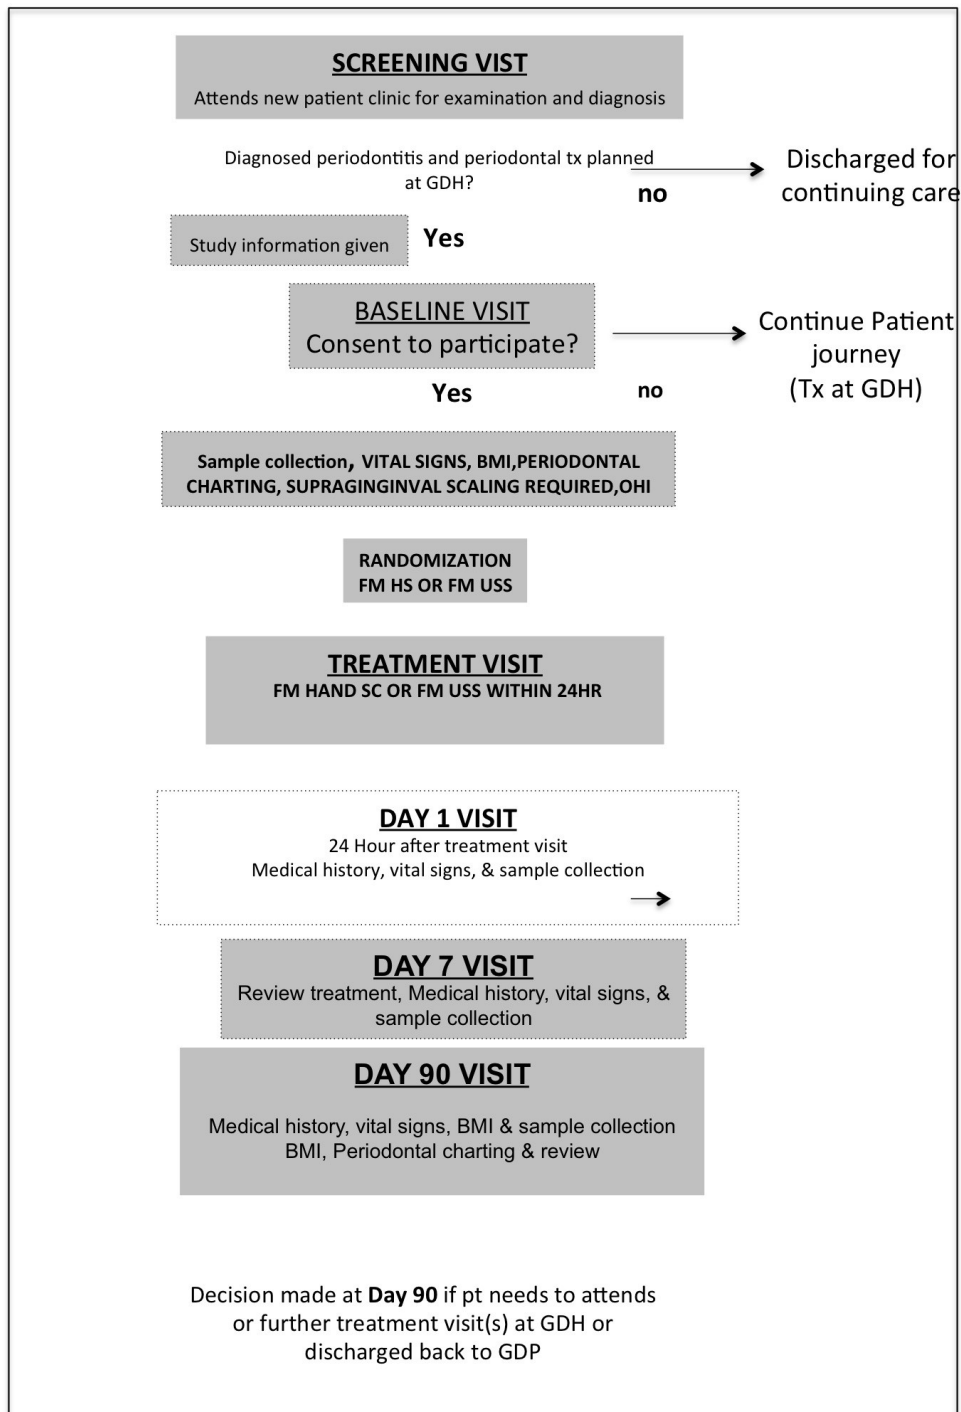 SCREENING VIST
Attends new patient clinic for examination and diagnosis
Diagnosed periodontitis and periodontal tx planned
at GDH?
no
Discharged for
continuing care
Study information given
Yes
BASELINE VISIT
Consent to participate?
Continue Patient
journey
(Tx at GDH)
Yes
no
Sample collection, VITAL SIGNS, BMI,PERIODONTAL
CHARTING, SUPRAGINGINVAL SCALING REQUIRED,OHI
RANDOMIZATION
FM HS OR FM USS
TREATMENT VISIT
FM HAND SC OR FM USS WITHIN 24HR
DAY 1 VISIT
24 Hour after treatment visit
Medical history, vital signs, & sample collection
DAY 7 VISIT
Review treatment, Medical history, vital signs, &
sample collection
DAY 90 VISIT
Medical history, vital signs, BMI & sample collection
BMI, Periodontal charting & review
Decision made at Day 90 if pt needs to attends
or further treatment visit(s) at GDH or
discharged back to GDP